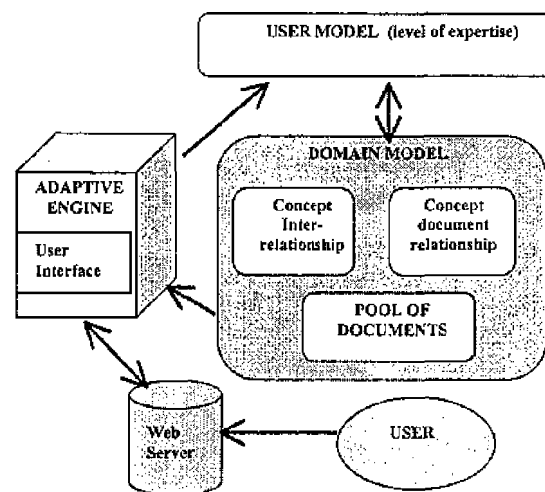 USER MODEL (level of expertise)
DOMAIN MODEL
ADAPTIVE
ENGINE
User
Interface
Concept
Inter-
relationship
Concept
document
relationship
POOL OF
DOCUMENTS
Web
Server
USER